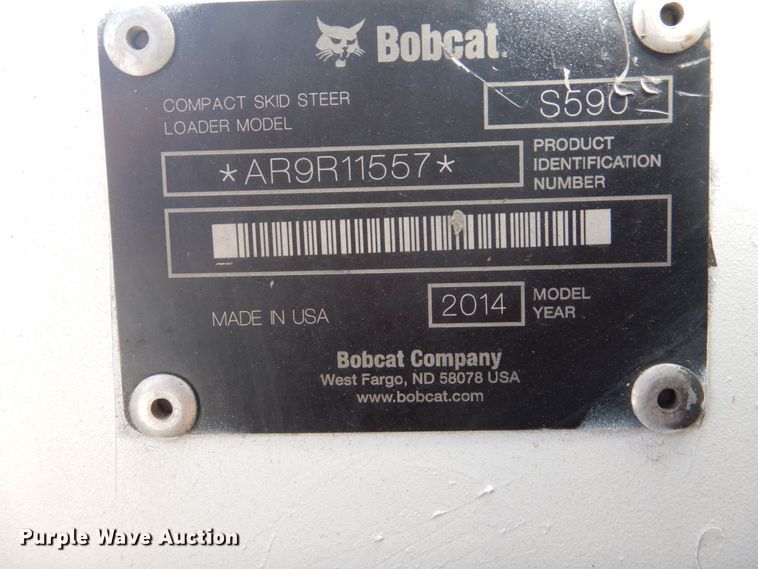 Bobcat.
COMPACT SKID STEER
LOADER MODEL
S590
*AR9R11557*
PRODUCT
IDENTIFICATION
NUMBER
MADE IN USA
2014
MODEL
YEAR
Bobcat Company
West Fargo, ND 58078 USA
www.bobcat.com
Purple Wave Auction